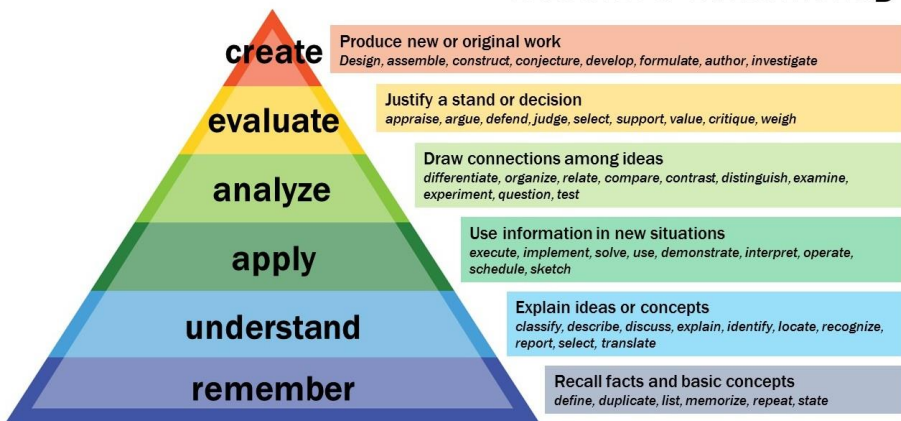 create
Produce new or original work
Design, assemble, construct, conjecture, develop, formulate, author, investigate
evaluate
Justify a stand or decision
appraise, argue, defend, judge, select, support, value, critique, weigh
analyze
Draw connections among ideas
differentiate, organize, relate, compare, contrast, distinguish, examine,
experiment, question, test
apply
Use information in new situations
execute, implement, solve, use, demonstrate, interpret, operate,
schedule, sketch
understand
Explain ideas or concepts
classify, describe, discuss, explain, identify, locate, recognize,
report, select, translate
remember
Recall facts and basic concepts
define, duplicate, list, memorize, repeat, state